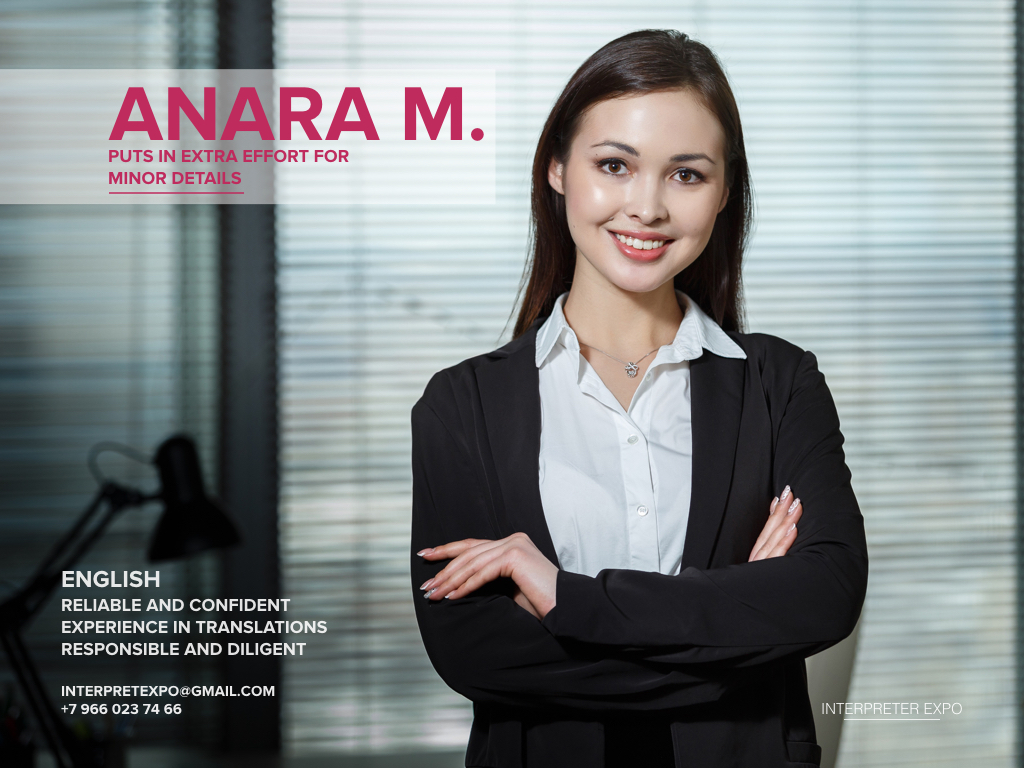 ANARA M.
PUTS IN EXTRA EFFORT FOR
MINOR DETAILS
ENGLISH
RELIABLE AND CONFIDENT
EXPERIENCE IN TRANSLATIONS
RESPONSIBLE AND DILIGENT
INTERPRETEXPO@GMAIL.COM
+7 966 023 74 66
INTERPRETER EXPO